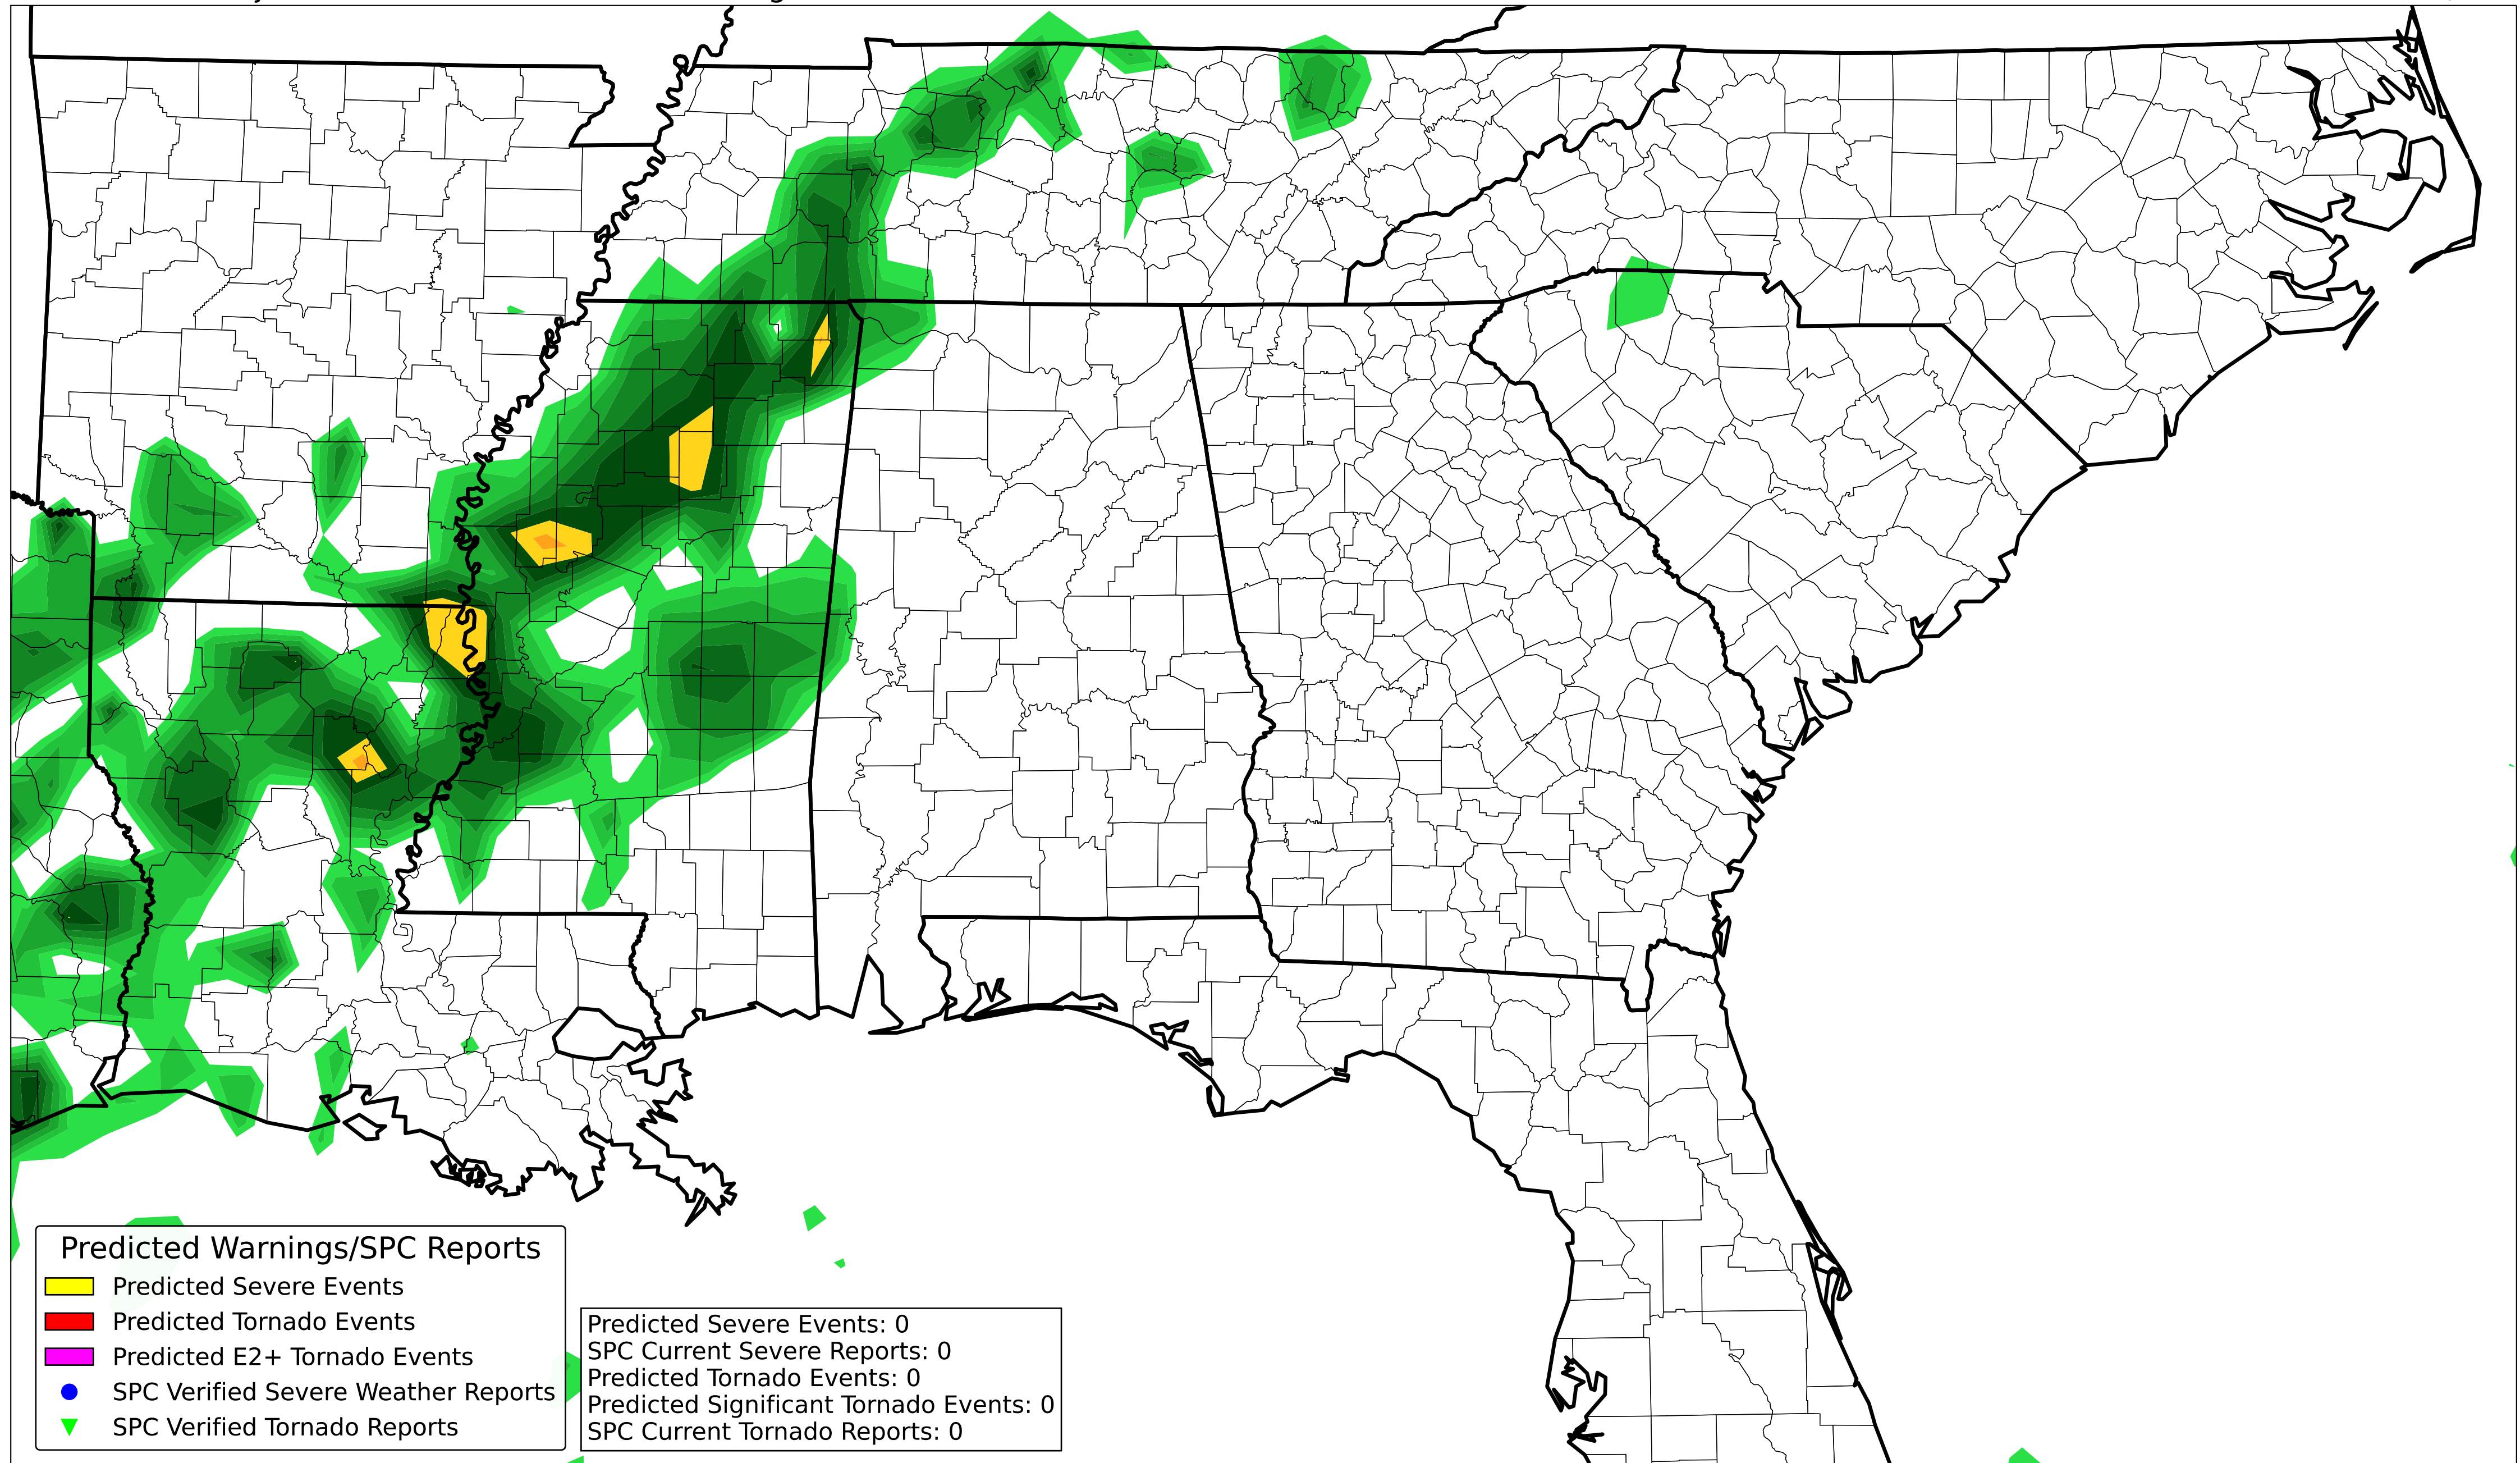 Predicted Warnings/SPC Reports
Predicted Severe Events
Predicted Tornado Events
Predicted E2+ Tornado Events
SPC Verified Severe Weather Reports
SPC Verified Tornado Reports
Predicted Severe Events: 0
SPC Current Severe Reports: 0
Predicted Tornado Events: 0
Predicted Significant Tornado Events: 0
SPC Current Tornado Reports: 0